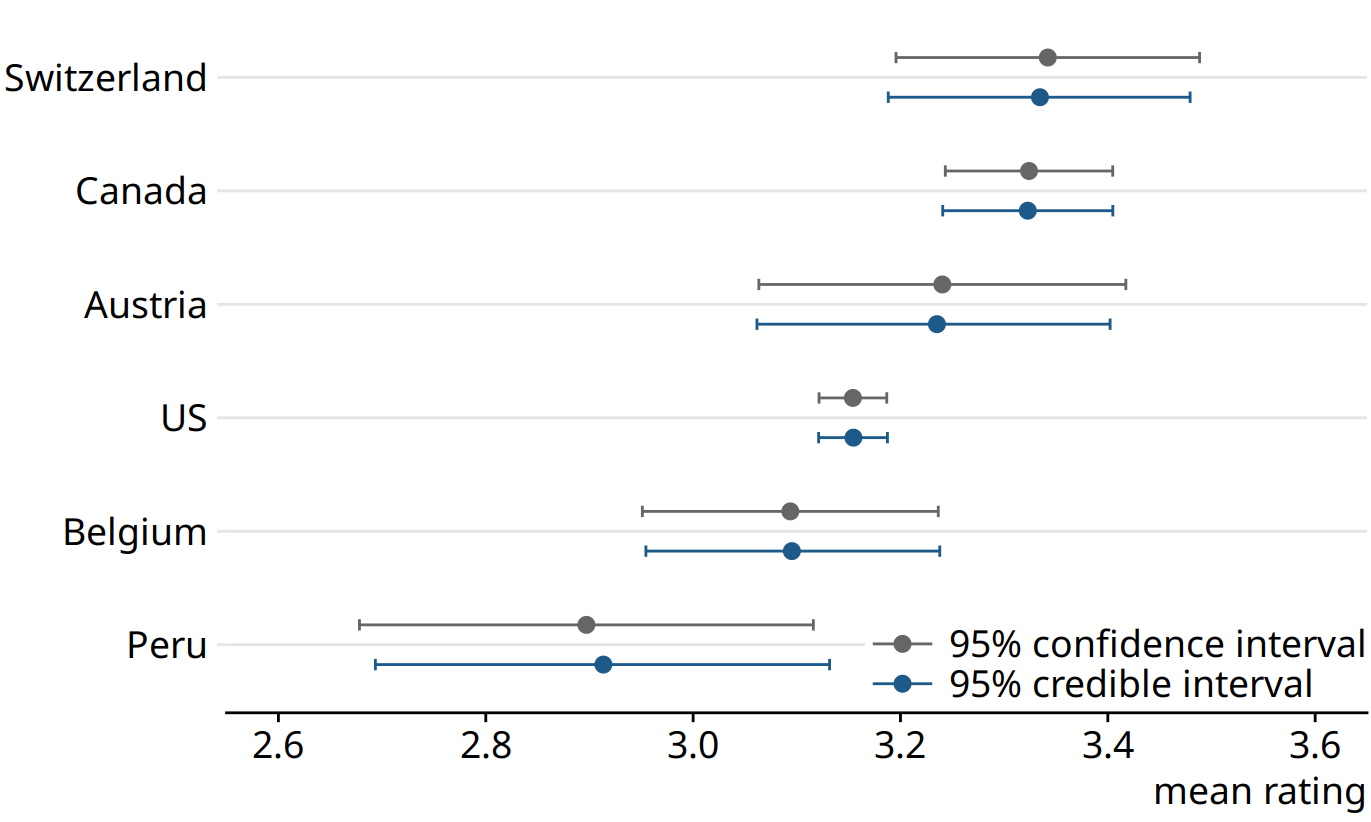 Switzerland
Canada
Austria
US
Belgium
Peru
95% confidence interval
95% credible interval
2.6 2.8 3.0 3.2 3.4 3.6
mean rating